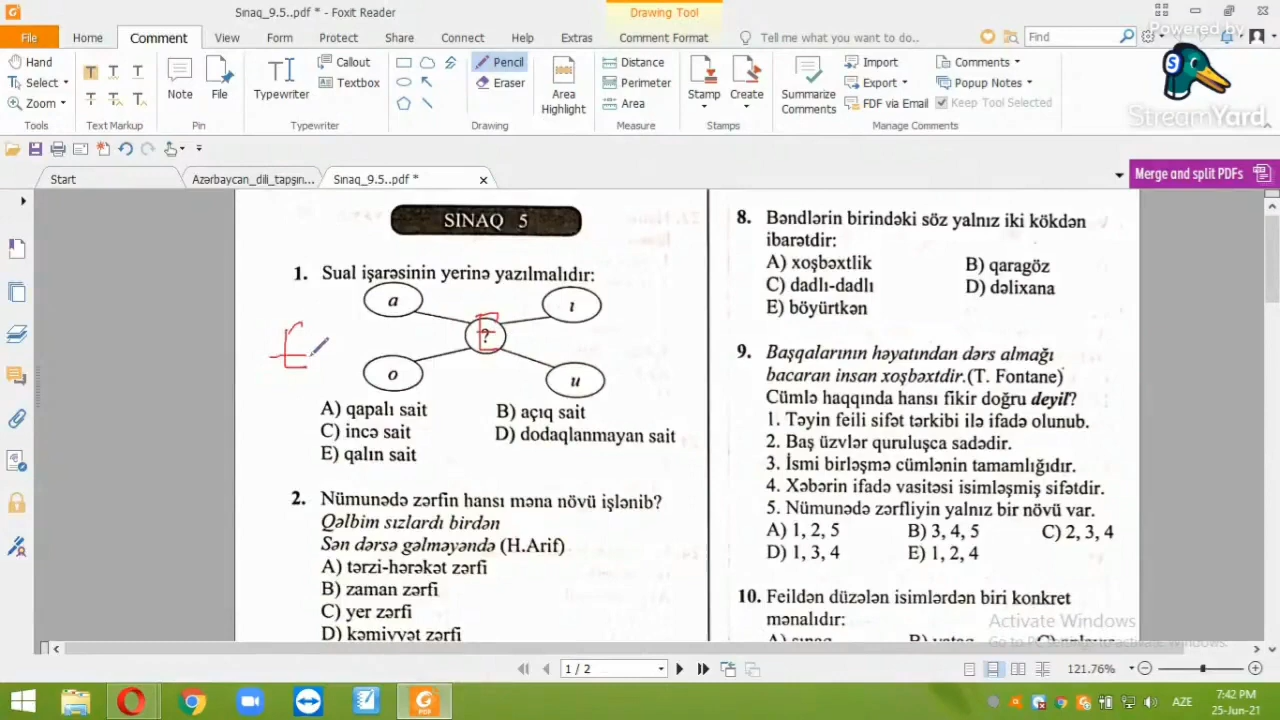 Sınaq_9.5..pdf * - Foxit Reader
Drawing Tool
File
Home
Comment
View
Form
Protect
Share
Connect
Help
Extras
Comment Format
Tell me what you want to do..
Find
Powered by
StreamYard
Hand
Select
Zoom
Tools
Text Markup
Note
File
Pin
Typewriter
Callout
Textbox
Typewriter
Pencil
Eraser
Drawing
Area
Highlight
Distance
Perimeter
Area
Measure
Stamp
Create
Stamps
Summarize
Comments
Import
Export
FDF via Email
Comments
Popup Notes
Keep Tool Selected
Manage Comments
Start
Azərbaycan_dili_tapşın...
Sınaq_9.5..pdf *
Merge and split PDFs
SINAQ 5
1. Sual işarəsinin yerinə yazılmalıdır:
a
ı
?
o
u
A) qapalı sait
B) açıq sait
C) incə sait
D) dodaqlanmayan sait
E) qalın sait
2. Nümunədə zərfin hansı məna növü işlənib?
Qəlbim sızlardı birdən
Sən dərsə gəlməyəndə (H.Arif)
A) tərzi-hərəkət zərfi
B) zaman zərfi
C) yer zərfi
D) kəmiyyət zərfi
8. Bəndlərin birindəki söz yalnız iki kökdən
ibarətdir:
A) xoşbəxtlik
B) qaragöz
C) dadlı-dadlı
D) dəlixana
E) böyürtkən
9. Başqalarının həyatından dərs almağı
bacaran insan xoşbəxtdir.(T. Fontane)
Cümlə haqqında hansı fikir doğru deyil?
1. Təyin feili sifət tərkibi ilə ifadə olunub.
2. Baş üzvlər quruluşca sadədir.
3. İsmi birləşmə cümlənin tamamlığıdır.
4. Xəbərin ifadə vasitəsi isimləşmiş sifətdir.
5. Nümunədə zərfliyin yalnız bir növü var.
A) 1, 2, 5
B) 3, 4, 5
C) 2, 3, 4
D) 1, 3, 4
E) 1, 2, 4
10. Feildən düzələn isimlərdən biri konkret
mənalıdır:
Activate Windows
Go to PC settings to activate Windows.
1 / 2
121.76%
AZE
7:42 PM
25-Jun-21